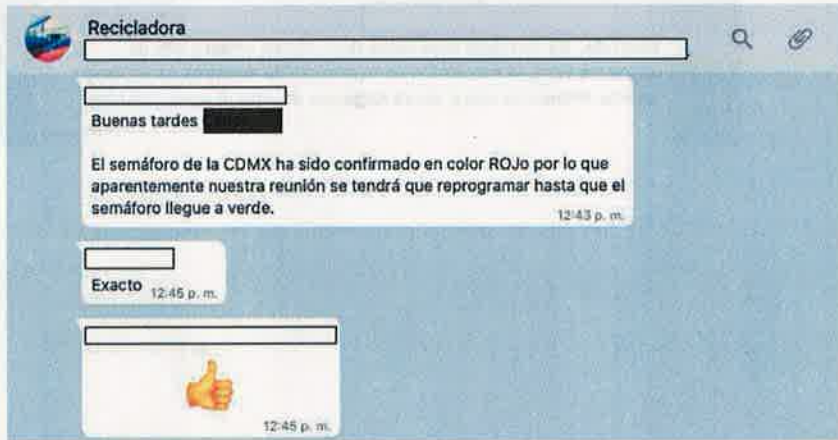 Recicladora
Buenas tardes
El semáforo de la CDMX ha sido confirmado en color ROJo por lo que
aparentemente nuestra reunión se tendrá que reprogramar hasta que el
semáforo llegue a verde.
12:43 p. m.
Exacto 12:45 p. m.
12:45 p. m.